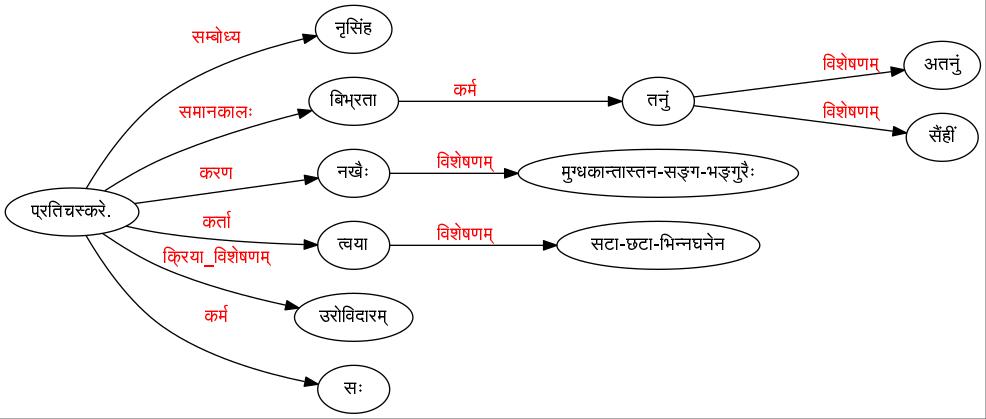 सम्बोध्य
नृसिंह
विशेषणम्
अतनुं
समानकालः
बिभ्रता
कर्म
तनुं
विशेषणम्
सैंहीं
करण
नखैः
विशेषणम्
मुग्धकान्तास्तन-सङ्ग-भङ्गुरैः
प्रतिचस्करे.
कर्ता
त्वया
विशेषणम्
सटा-छटा-भिन्नघनेन
क्रिया_विशेषणम्
उरोविदारम्
कर्म
सः